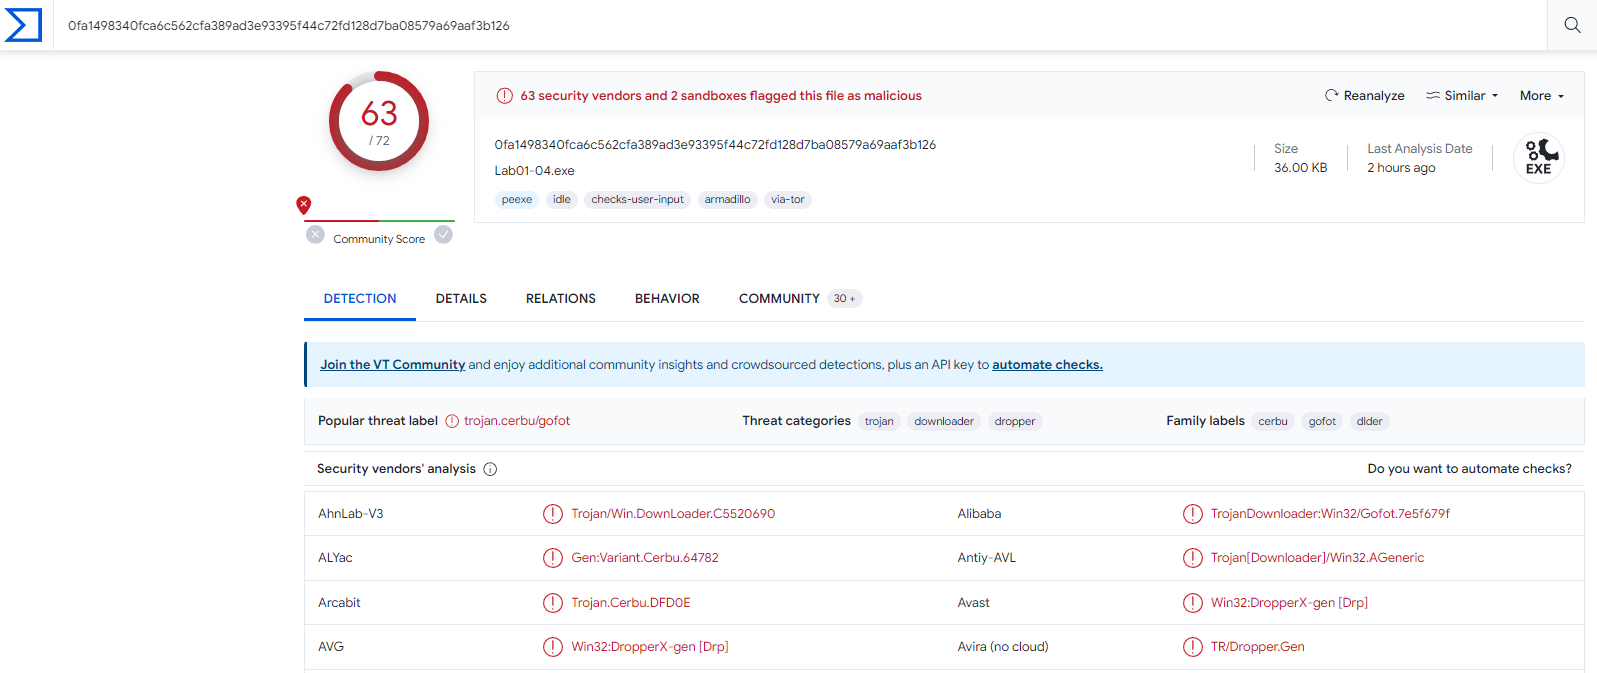 0fa1498340fca6c562cfa389ad3e93395f44c72fd128d7ba08579a69aaf3b126
63
/ 72
Community Score
63 security vendors and 2 sandboxes flagged this file as malicious
Reanalyze Similar More
0fa1498340fca6c562cfa389ad3e93395f44c72fd128d7ba08579a69aaf3b126
Lab01-04.exe
peexe idle checks-user-input armadillo via-tor
Size
36.00 KB
Last Analysis Date
2 hours ago
EXE
DETECTION DETAILS RELATIONS BEHAVIOR COMMUNITY 30 +
Join the VT Community and enjoy additional community insights and crowdsourced detections, plus an API key to automate checks.
Popular threat label trojan.cerbu/gofot Threat categories trojan downloader dropper Family labels cerbu gofot dlder
Security vendors' analysis Do you want to automate checks?
AhnLab-V3 Trojan/Win.DownLoader.C5520690 Alibaba TrojanDownloader:Win32/Gofot.7e5f679f
ALYac Gen:Variant.Cerbu.64782 Antiy-AVL Trojan[Downloader]/Win32.AGeneric
Arcabit Trojan.Cerbu.DFD0E Avast Win32:DropperX-gen [Drp]
AVG Win32:DropperX-gen [Drp] Avira (no cloud) TR/Dropper.Gen